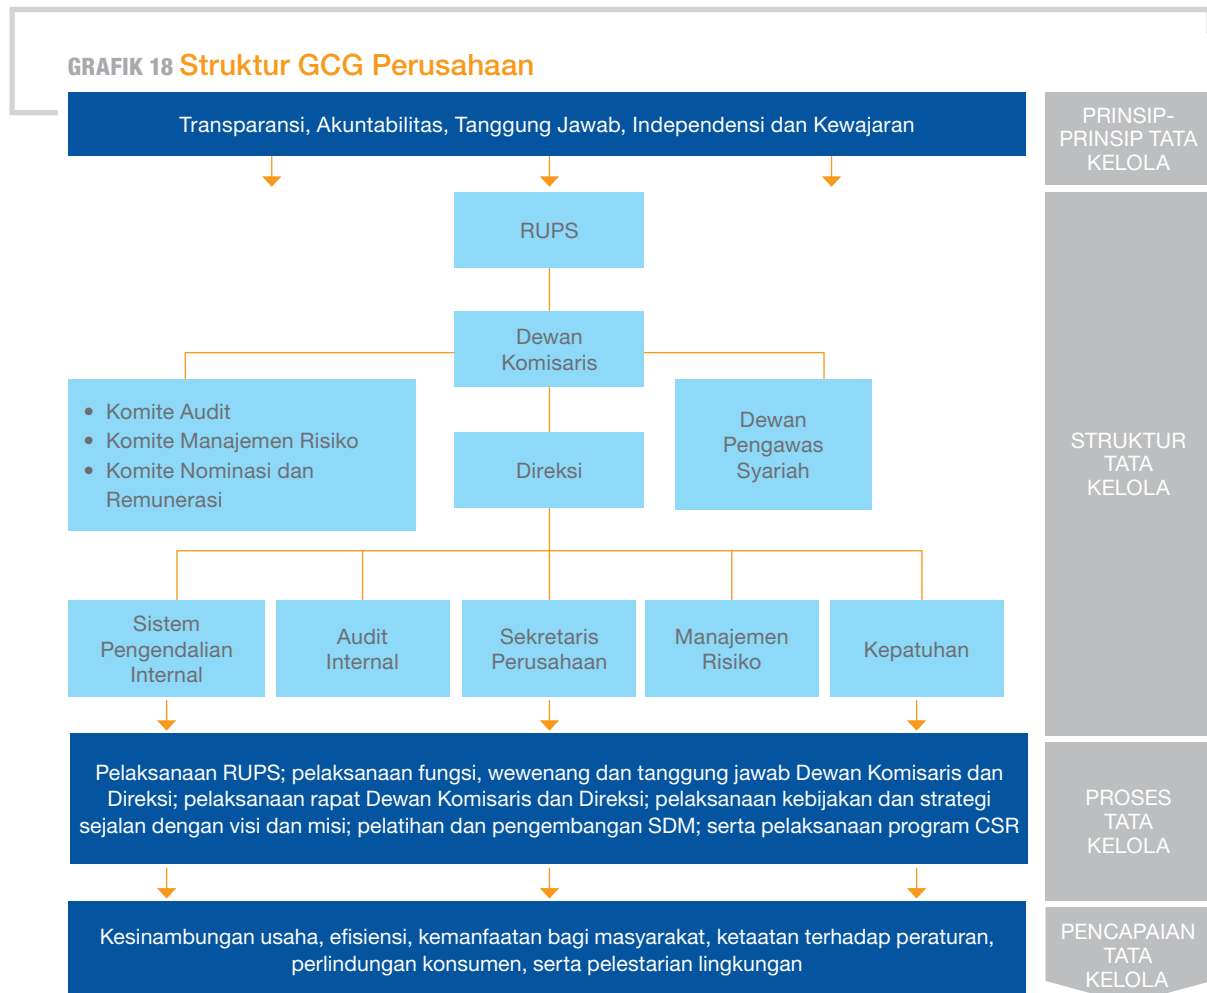 GRAFIK 18 Struktur GCG Perusahaan
Transparansi, Akuntabilitas, Tanggung Jawab, Independensi dan Kewajaran
PRINSIP-
PRINSIP TATA
KELOLA
RUPS
Dewan
Komisaris
• Komite Audit
• Komite Manajemen Risiko
• Komite Nominasi dan
Remunerasi
Direksi
Dewan
Pengawas
Syariah
STRUKTUR
TATA
KELOLA
Sistem
Pengendalian
Internal
Audit
Internal
Sekretaris
Perusahaan
Manajemen
Risiko
Kepatuhan
Pelaksanaan RUPS; pelaksanaan fungsi, wewenang dan tanggung jawab Dewan Komisaris dan
Direksi; pelaksanaan rapat Dewan Komisaris dan Direksi; pelaksanaan kebijakan dan strategi
sejalan dengan visi dan misi; pelatihan dan pengembangan SDM; serta pelaksanaan program CSR
PROSES
TATA
KELOLA
Kesinambungan usaha, efisiensi, kemanfaatan bagi masyarakat, ketaatan terhadap peraturan,
perlindungan konsumen, serta pelestarian lingkungan
PENCAPAIAN
TATA
KELOLA